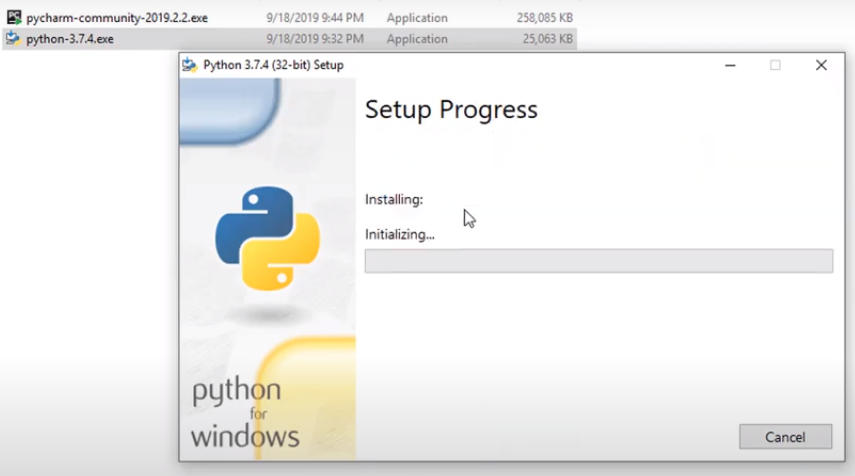 pycharm-community-2019.2.2.exe 9/18/2019 9:44 PM Application 258,085 KB
python-3.7.4.exe 9/18/2019 9:32 PM Application 25,063 KB
Python 3.7.4 (32-bit) Setup
Setup Progress
Installing:
Initializing...
python
for
windows
Cancel